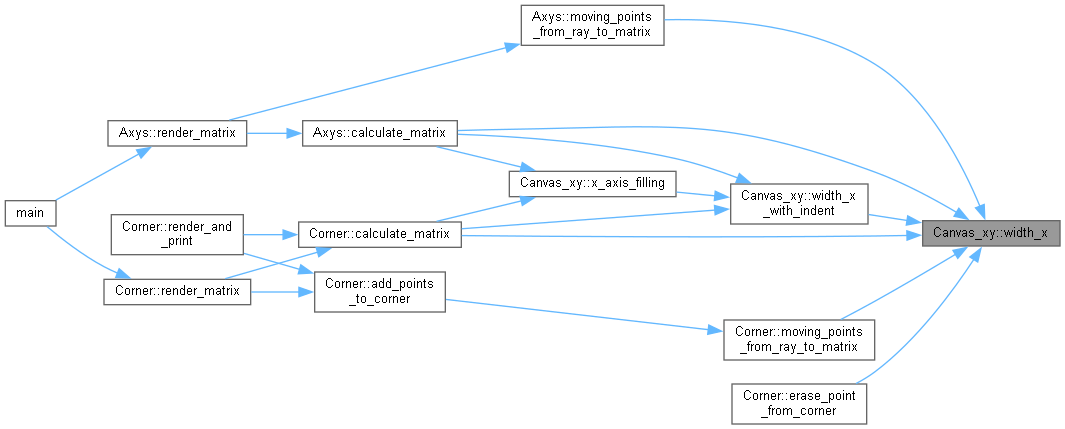 Axys::moving_points
_from_ray_to_matrix
Axys::render_matrix
Axys::calculate_matrix
Canvas_xy::x_axis_filling
Canvas_xy::width_x
_with_indent
main
Corner::render_and
_print
Corner::calculate_matrix
Canvas_xy::width_x
Corner::render_matrix
Corner::add_points
_to_corner
Corner::moving_points
_from_ray_to_matrix
Corner::erase_point
_from_corner